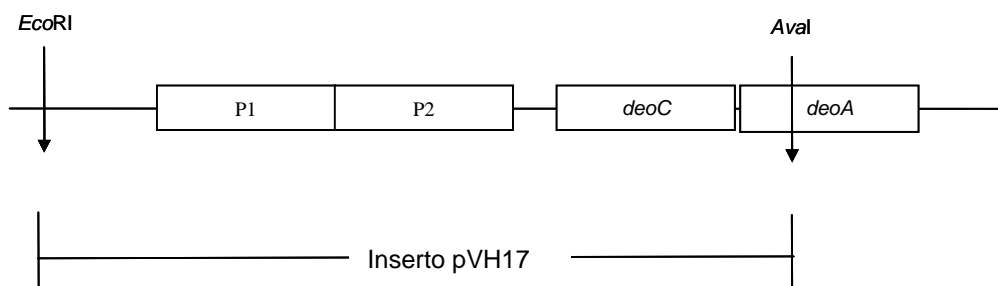 EcoRI
AvaI
P1
P2
deoC
deoA
Inserto pVH17